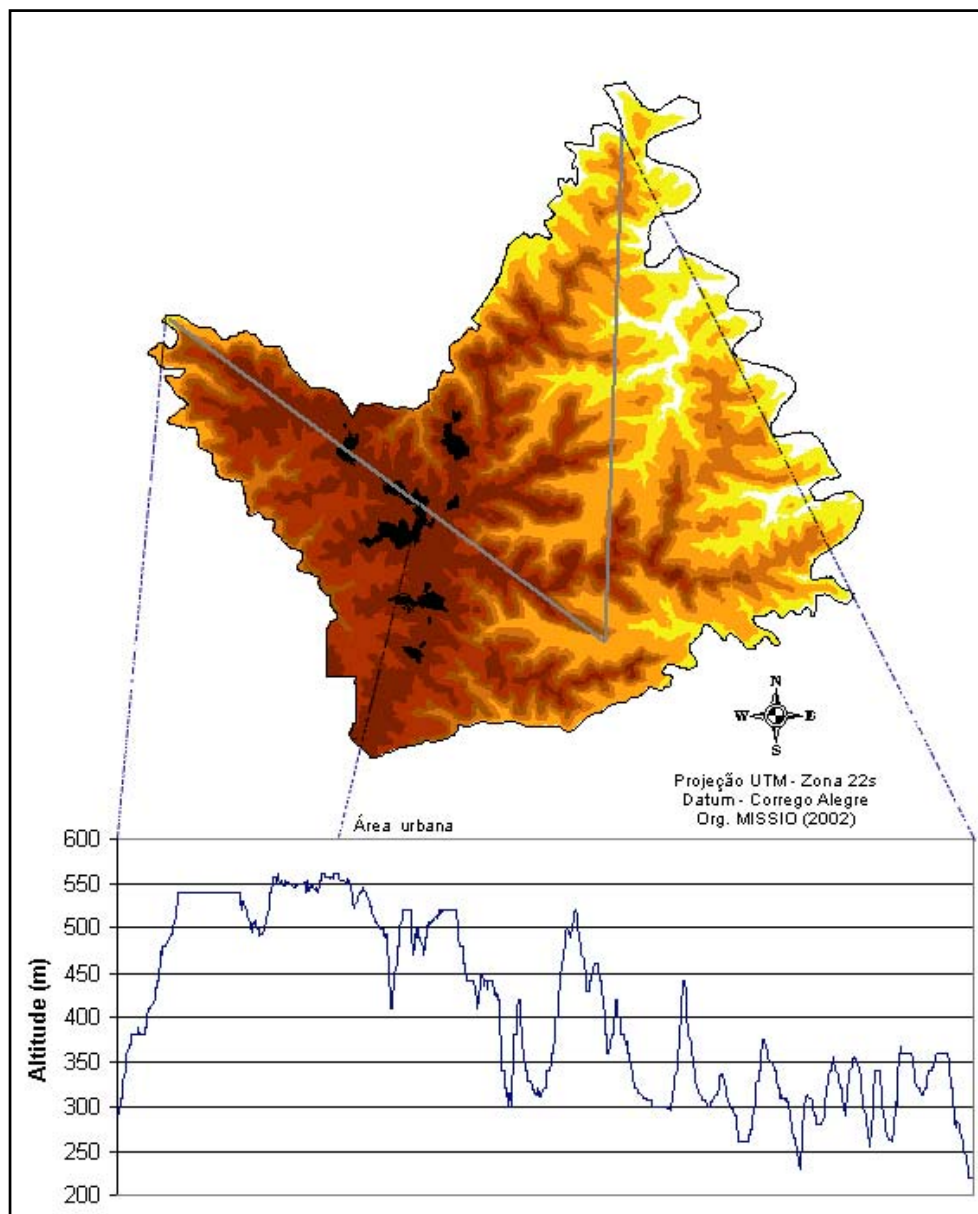 N
W E
S
Projeção UTM - Zona 22s
Datum - Corrego Alegre
Org. MISSIO (2002)
Área urbana
Altitude (m)
600
550
500
450
400
350
300
250
200